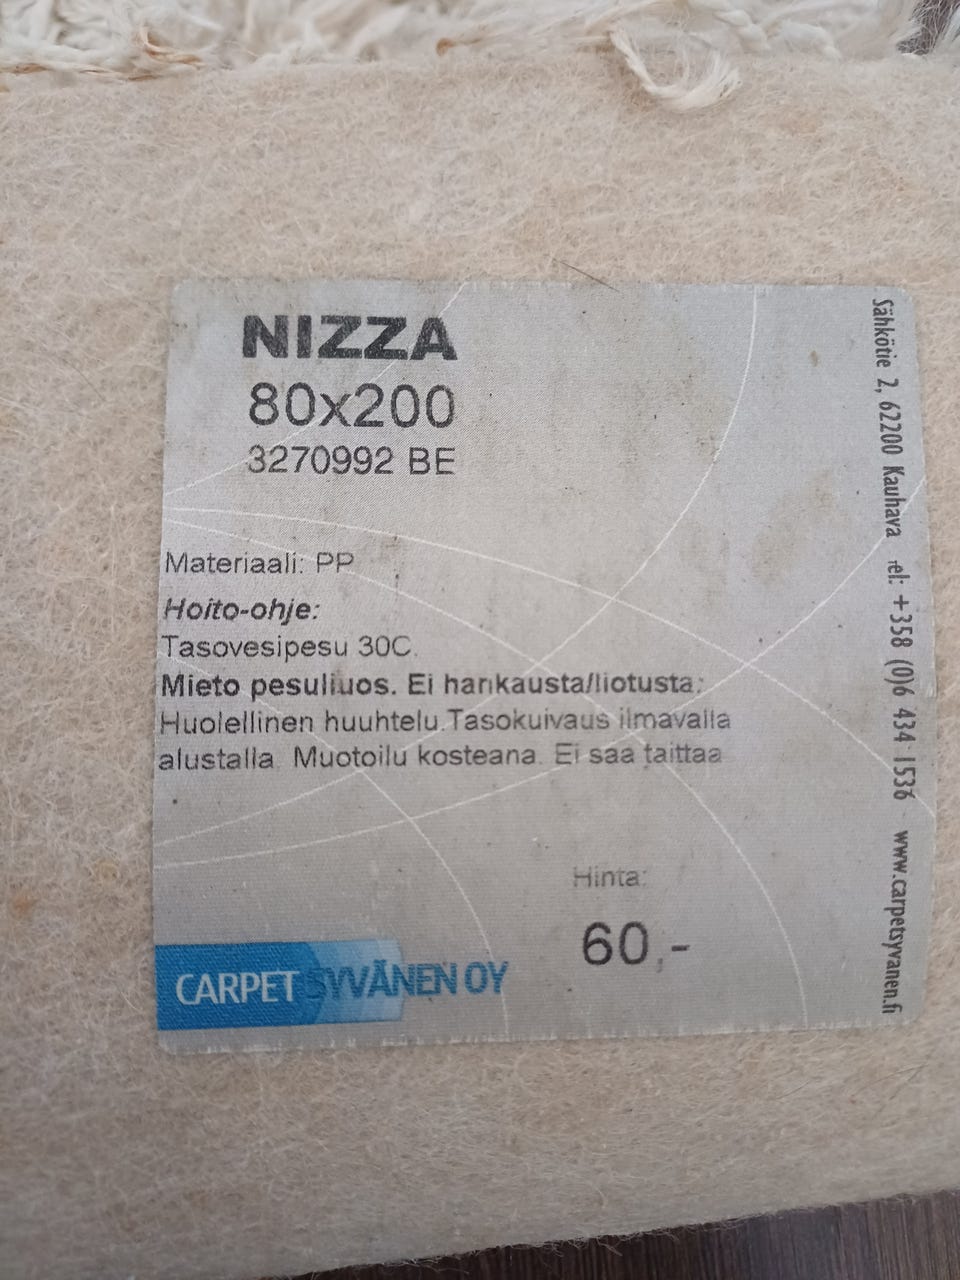 NIZZA
80x200
3270992 BE
Materiaali: PP
Hoito-ohje:
Tasovesipesu 30C.
Mieto pesuliuos. Ei hankausta/liotusta.
Huolellinen huuhtelu.Tasokuivaus ilmavalla
alustalla. Muotoilu kosteana. Ei saa taittaa
Hinta:
60,-
CARPET SYVÄNEN OY
Sähkötie 2, 62200 Kauhava Tel: +358 (0)6 434 1536 www.carpetsyvanen.fi